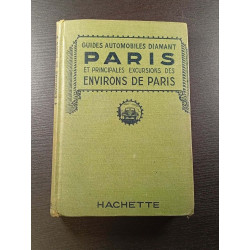 GUIDES AUTOMOBILES DIAMANT
PARIS
ET PRINCIPALES EXCURSIONS DES
ENVIRONS DE PARIS
HACHETTE